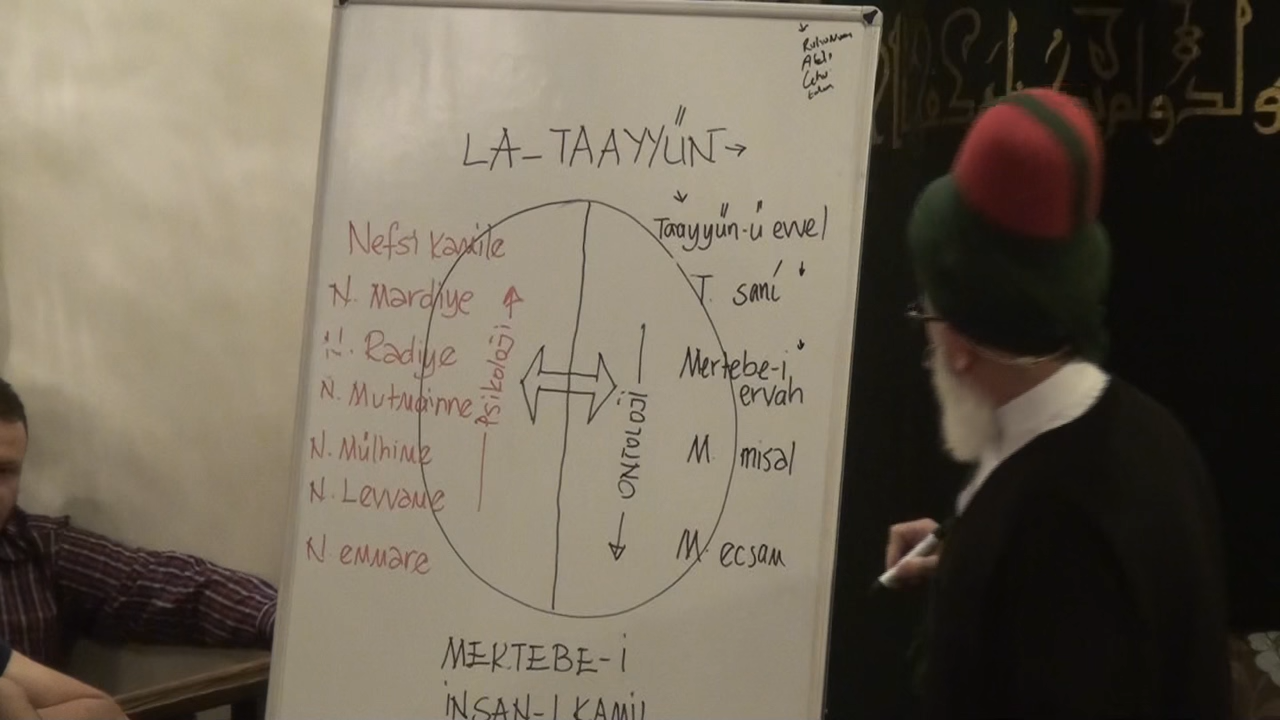 LA-TAAYYÜN→
↓
Taayyün-ü evvel
Nefsi kamile
T. sani ↓
N. Mardiye
N. Radiye
Mertebe-i ↓
ervah
N. Mutmainne
Psikoloji
ONTOLOJİ
N. Mülhime
M. misal
N. Levvame
N. emmare
M. ecsam
MERTEBE-İ
İNSAN-I KAMİL